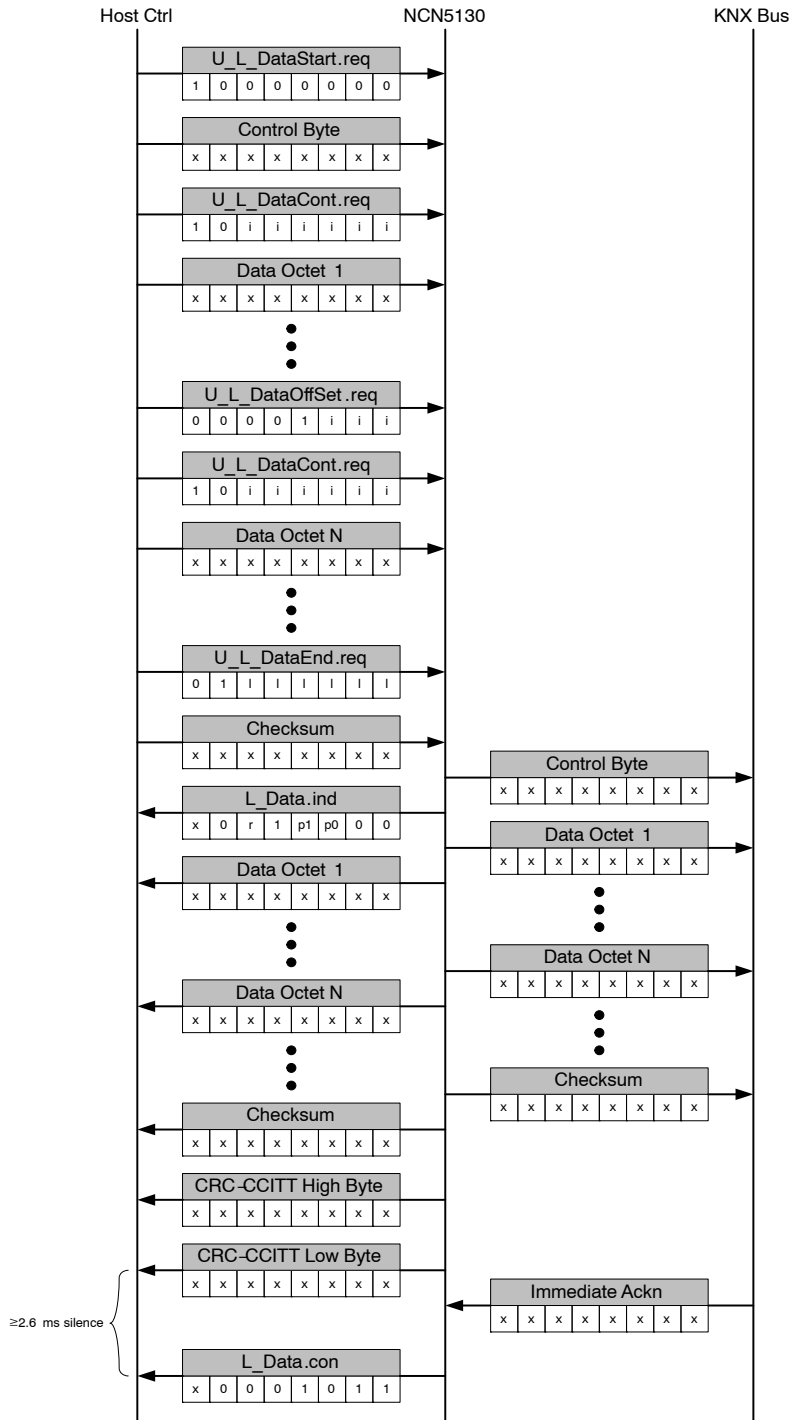 Host Ctrl NCN5130 KNX Bus
U_L_DataStart.req
1 0 0 0 0 0 0 0
Control Byte
x x x x x x x x
U_L_DataCont.req
1 0 i i i i i i
Data Octet 1
x x x x x x x x
U_L_DataOffSet.req
0 0 0 0 1 i i i
U_L_DataCont.req
1 0 i i i i i i
Data Octet N
x x x x x x x x
U_L_DataEnd.req
0 1 l l l l l l
Checksum
x x x x x x x x
Control Byte
x x x x x x x x
L_Data.ind
x 0 r 1 p1 p0 0 0
Data Octet 1
x x x x x x x x
Data Octet 1
x x x x x x x x
Data Octet N
x x x x x x x x
Data Octet N
x x x x x x x x
Checksum
x x x x x x x x
Checksum
x x x x x x x x
CRC-CCITT High Byte
x x x x x x x x
CRC-CCITT Low Byte
x x x x x x x x
Immediate Ackn
x x x x x x x x
≥2.6 ms silence
L_Data.con
x 0 0 0 1 0 1 1